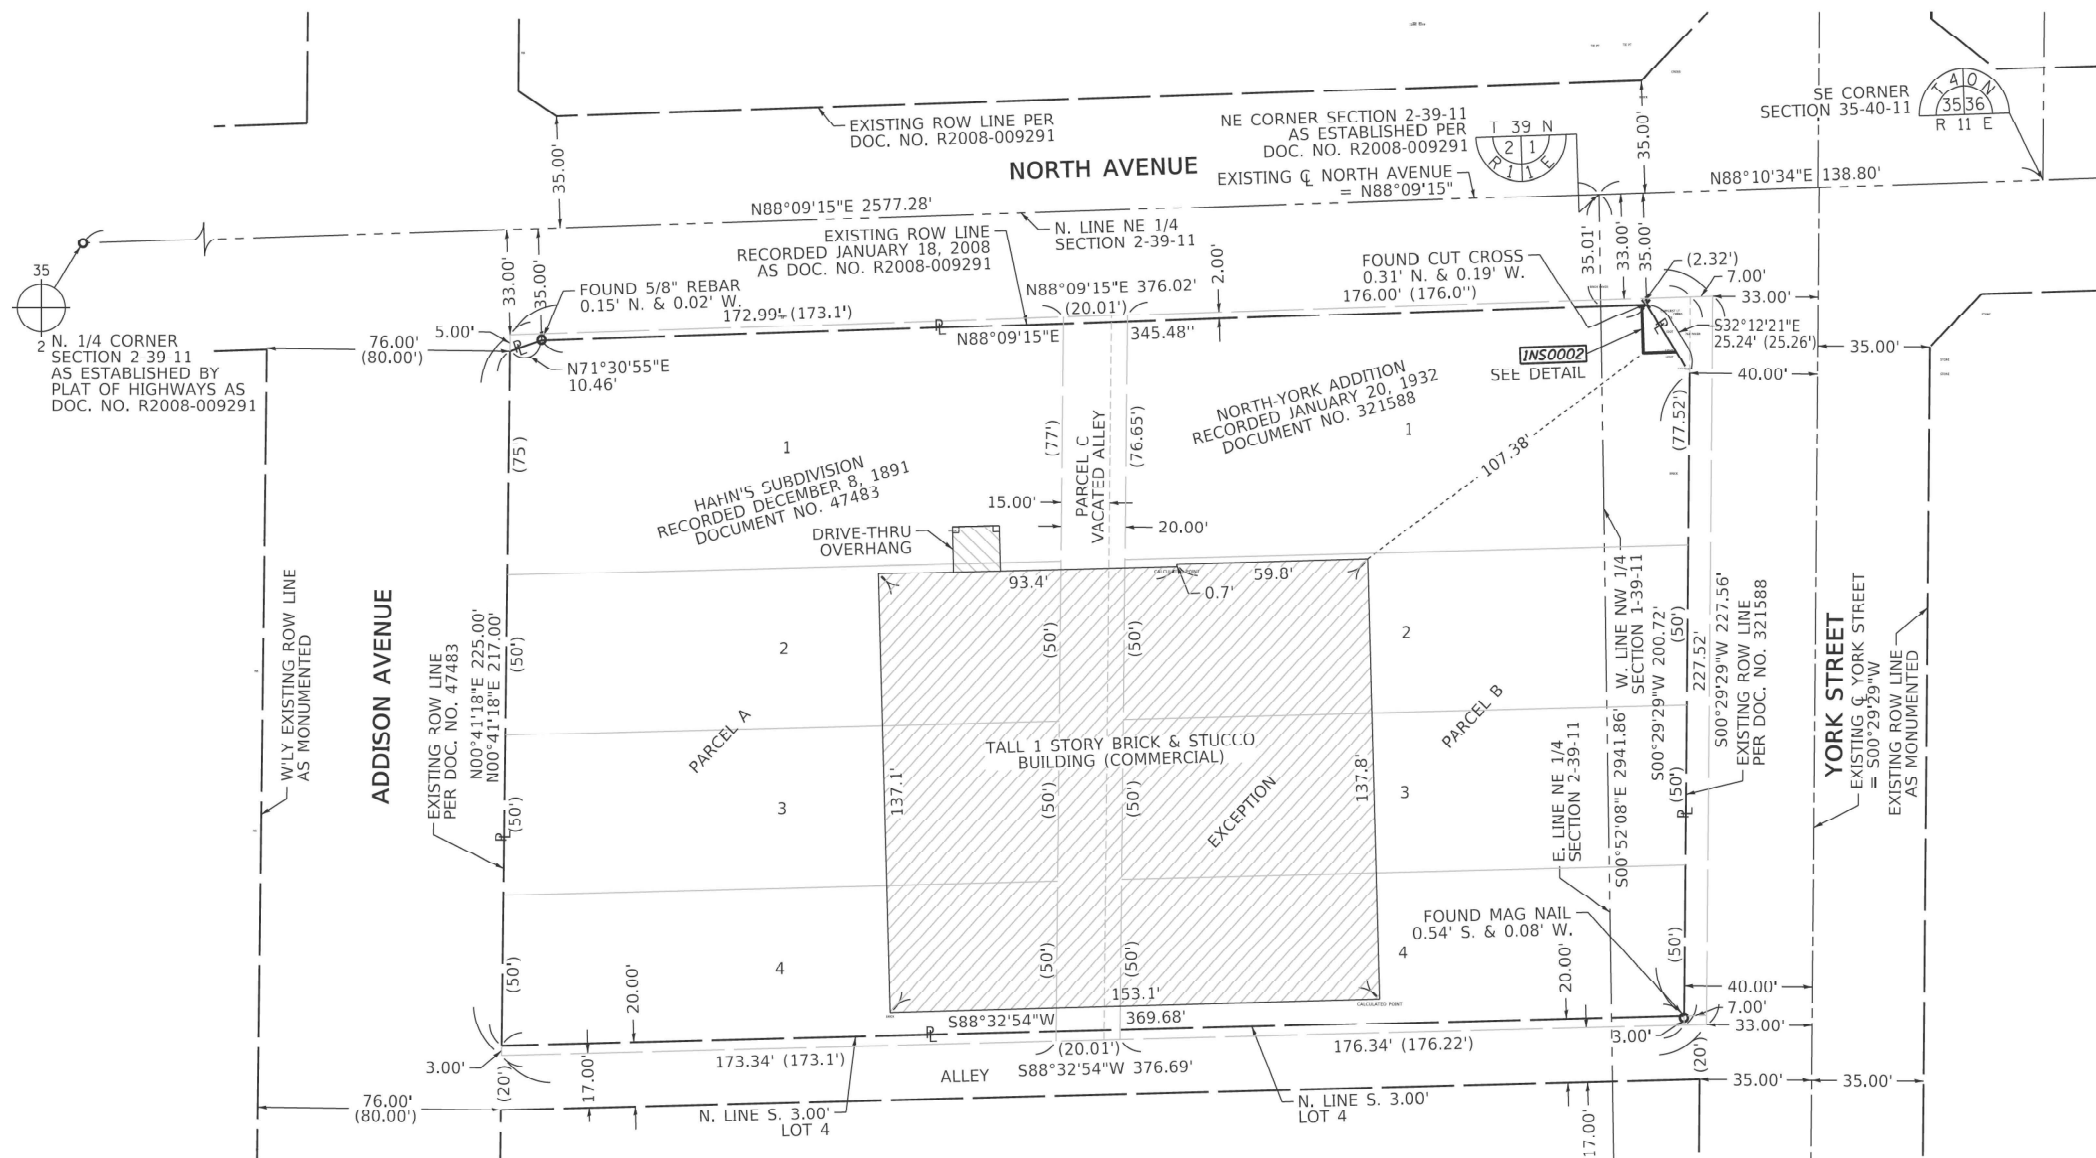 EXISTING ROW LINE PER
DOC. NO. R2008-009291
NORTH AVENUE
NE CORNER SECTION 2-39-11
AS ESTABLISHED PER
DOC. NO. R2008-009291
T 39 N
2 1
R 11 E
EXISTING ℄ NORTH AVENUE
= N88°09'15"
SE CORNER
SECTION 35-40-11
T 40 N
35 36
R 11 E
35.00'
35.00'
N88°10'34"E 138.80'
N88°09'15"E 2577.28'
N. LINE NE 1/4
SECTION 2-39-11
EXISTING ROW LINE
RECORDED JANUARY 18, 2008
AS DOC. NO. R2008-009291
33.00'
35.00'
FOUND 5/8" REBAR
0.15' N. & 0.02' W.
2.00'
FOUND CUT CROSS
0.31' N. & 0.19' W.
35.01'
33.00'
35.00'
(2.32')
7.00'
33.00'
N88°09'15"E 376.02'
172.99' (173.1')
(20.01')
176.00' (176.0'')
N88°09'15"E
345.48''
35
2
N. 1/4 CORNER
SECTION 2 39 11
AS ESTABLISHED BY
PLAT OF HIGHWAYS AS
DOC. NO. R2008-009291
5.00'
76.00'
(80.00')
N71°30'55"E
10.46'
S32°12'21"E
25.24' (25.26')
35.00'
40.00'
1NS0002
SEE DETAIL
(75')
1
HAHN'S SUBDIVISION
RECORDED DECEMBER 8, 1891
DOCUMENT NO. 47483
(77')
PARCEL C
VACATED ALLEY
(76.65')
NORTH-YORK ADDITION
RECORDED JANUARY 20, 1932
DOCUMENT NO. 321588
1
107.38'
(77.52')
15.00'
20.00'
DRIVE-THRU
OVERHANG
93.4'
CALCULATED POINT
59.8'
0.7'
W'LY EXISTING ROW LINE
AS MONUMENTED
ADDISON AVENUE
EXISTING ROW LINE
PER DOC. NO. 47483
N00°41'18"E 225.00'
N00°41'18"E 217.00'
(50')
2
(50')
(50')
2
W. LINE NW 1/4
SECTION 1-39-11
S00°29'29"W 200.72'
(50')
227.52'
S00°29'29"W 227.56'
EXISTING ROW LINE
PER DOC. NO. 321588
YORK STREET
EXISTING ℄ YORK STREET
= S00°29'29"W
EXISTING ROW LINE
AS MONUMENTED
PARCEL A
TALL 1 STORY BRICK & STUCCO
BUILDING (COMMERCIAL)
PARCEL B
137.1'
EXCEPTION
137.8'
(50')
3
(50')
(50')
3
E. LINE NE 1/4
SECTION 2-39-11
S00°52'08"E 2941.86'
(50')
FOUND MAG NAIL
0.54' S. & 0.08' W.
(50')
4
(50')
(50')
4
20.00'
(50')
20.00'
153.1'
CALCULATED POINT
40.00'
7.00'
33.00'
S88°32'54"W
369.68'
3.00'
3.00'
173.34' (173.1')
(20.01')
176.34' (176.22')
(20')
17.00'
ALLEY
S88°32'54"W 376.69'
(20')
76.00'
(80.00')
N. LINE S. 3.00'
LOT 4
N. LINE S. 3.00'
LOT 4
35.00'
35.00'
17.00'